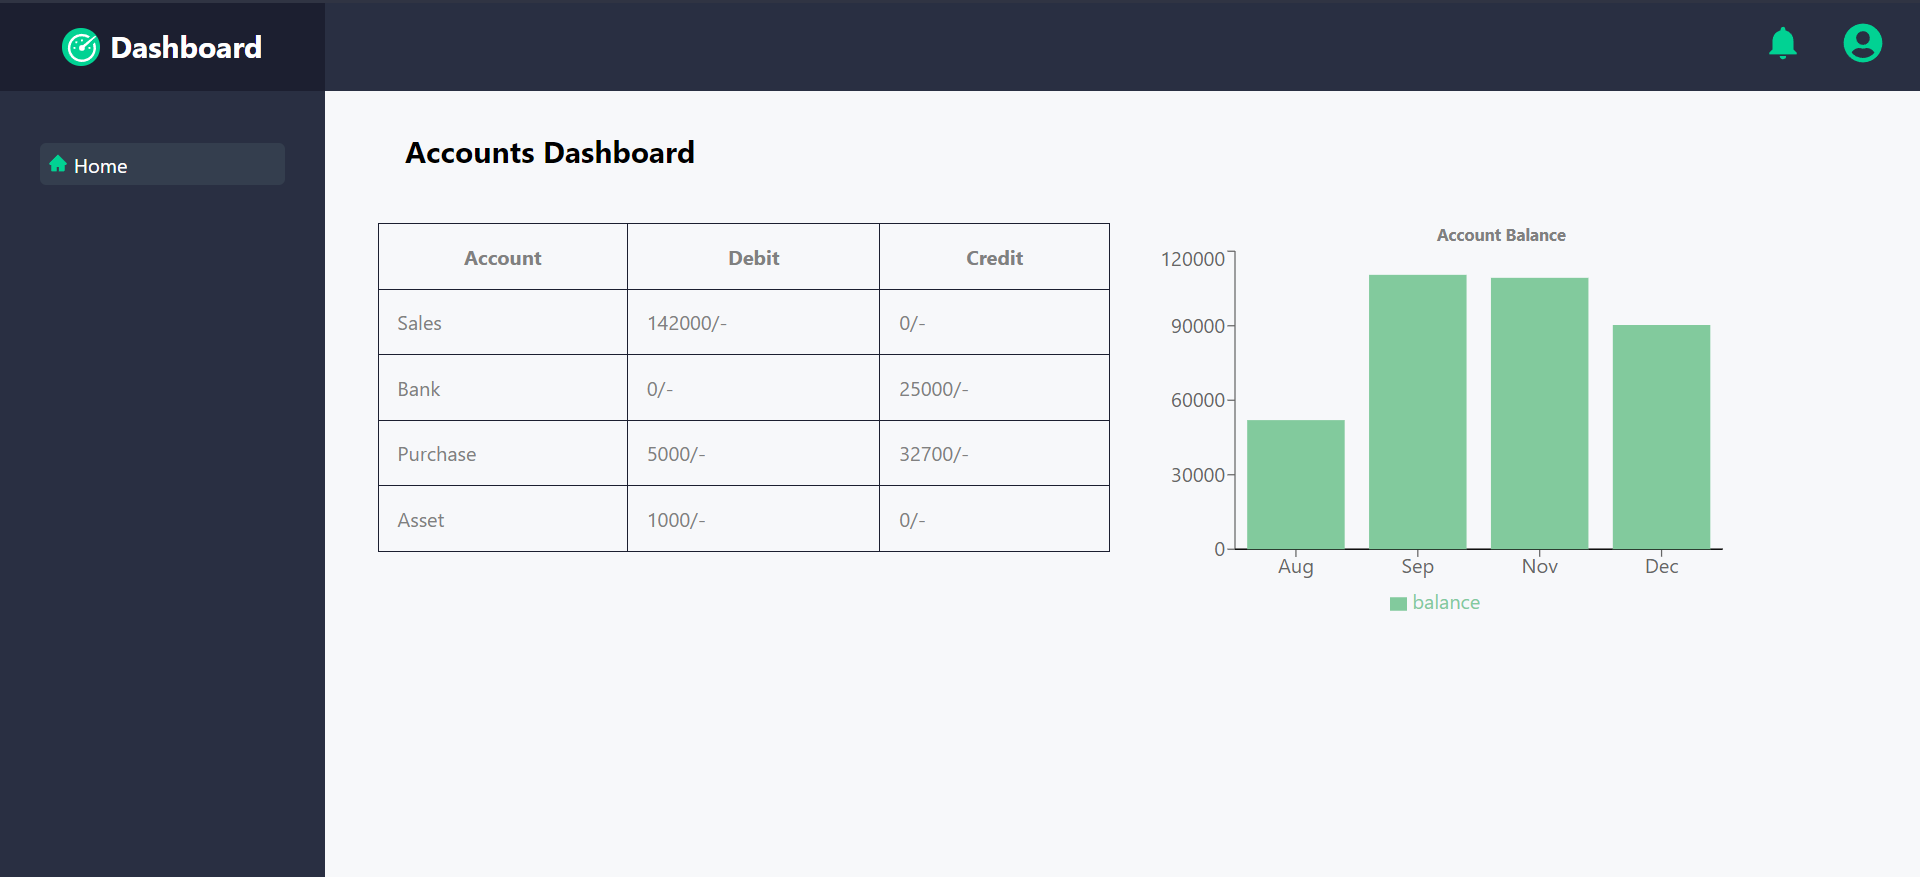 Dashboard
Home
Accounts Dashboard
Account Debit Credit
Sales 142000/- 0/-
Bank 0/- 25000/-
Purchase 5000/- 32700/-
Asset 1000/- 0/-
Account Balance
120000
90000
60000
30000
0
Aug Sep Nov Dec
balance